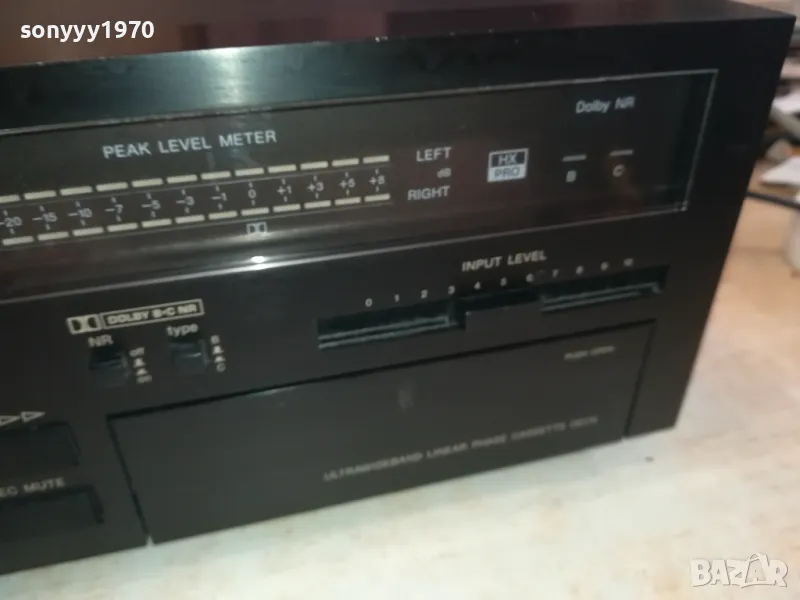 sonyyy1970
Dolby NR
PEAK LEVEL METER
LEFT
dB
RIGHT
HX PRO
B C
-20 -15 -10 -7 -5 -3 -1 0 +1 +3 +5 +8
INPUT LEVEL
0 1 2 3 4 5 6 7 8 9 10
DOLBY B-C NR
NR off on
type B C
PUSH OPEN
EC MUTE
ULTRAWIDEBAND LINEAR PHASE CASSETTE DECK
BAZAR